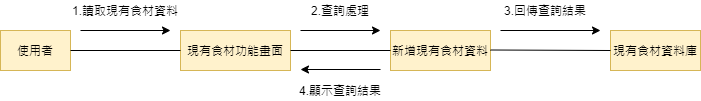 1.讀取現有食材資料
2.查詢處理
3.回傳查詢結果
使用者
現有食材功能畫面
新增現有食材資料
現有食材資料庫
4.顯示查詢結果